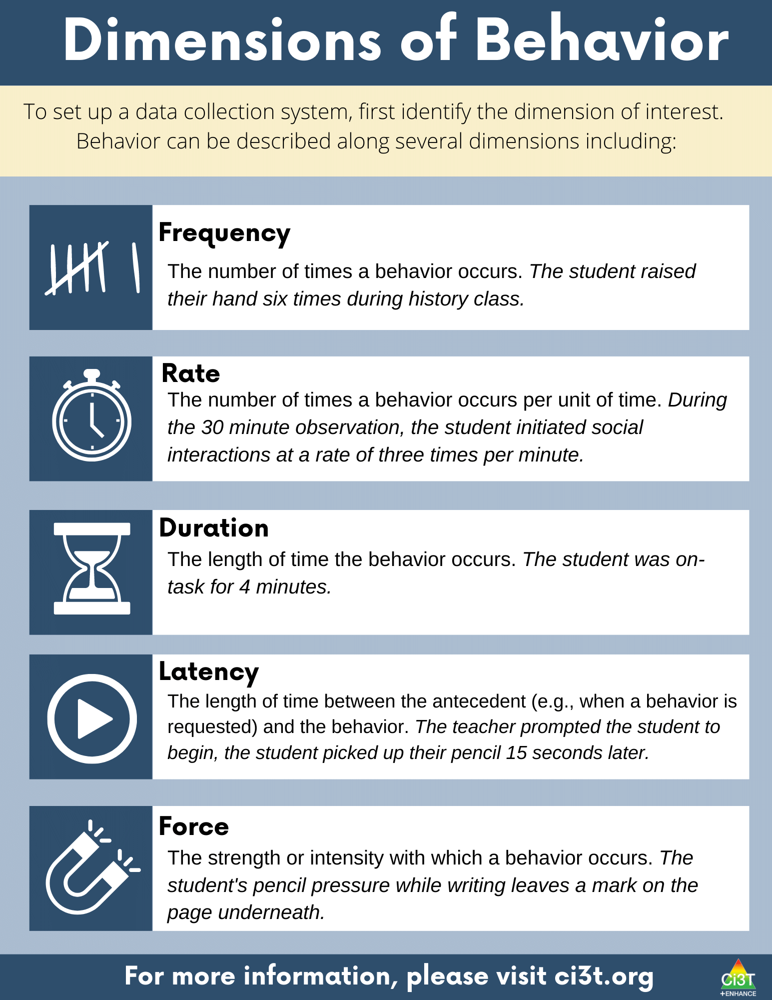 Dimensions of Behavior
To set up a data collection system, first identify the dimension of interest.
Behavior can be described along several dimensions including:
Frequency
The number of times a behavior occurs. The student raised
their hand six times during history class.
Rate
The number of times a behavior occurs per unit of time. During
the 30 minute observation, the student initiated social
interactions at a rate of three times per minute.
Duration
The length of time the behavior occurs. The student was on-
task for 4 minutes.
Latency
The length of time between the antecedent (e.g., when a behavior is
requested) and the behavior. The teacher prompted the student to
begin, the student picked up their pencil 15 seconds later.
Force
The strength or intensity with which a behavior occurs. The
student's pencil pressure while writing leaves a mark on the
page underneath.
For more information, please visit ci3t.org
Ci3T
+ENHANCE